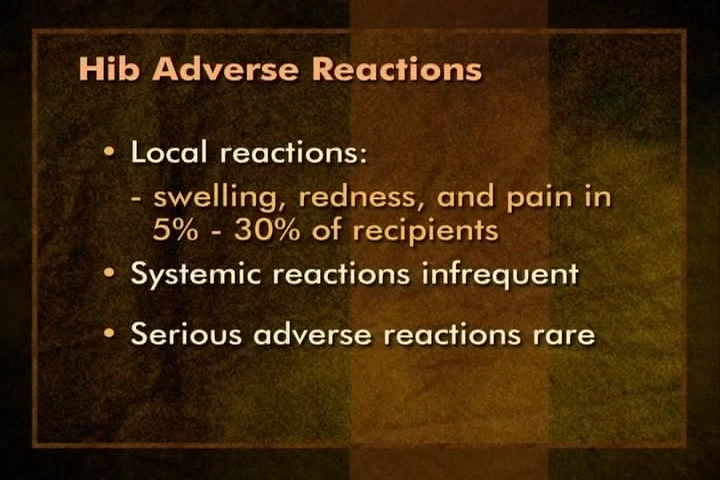 Hib Adverse Reactions
• Local reactions:
- swelling, redness, and pain in
5% - 30% of recipients
• Systemic reactions infrequent
• Serious adverse reactions rare